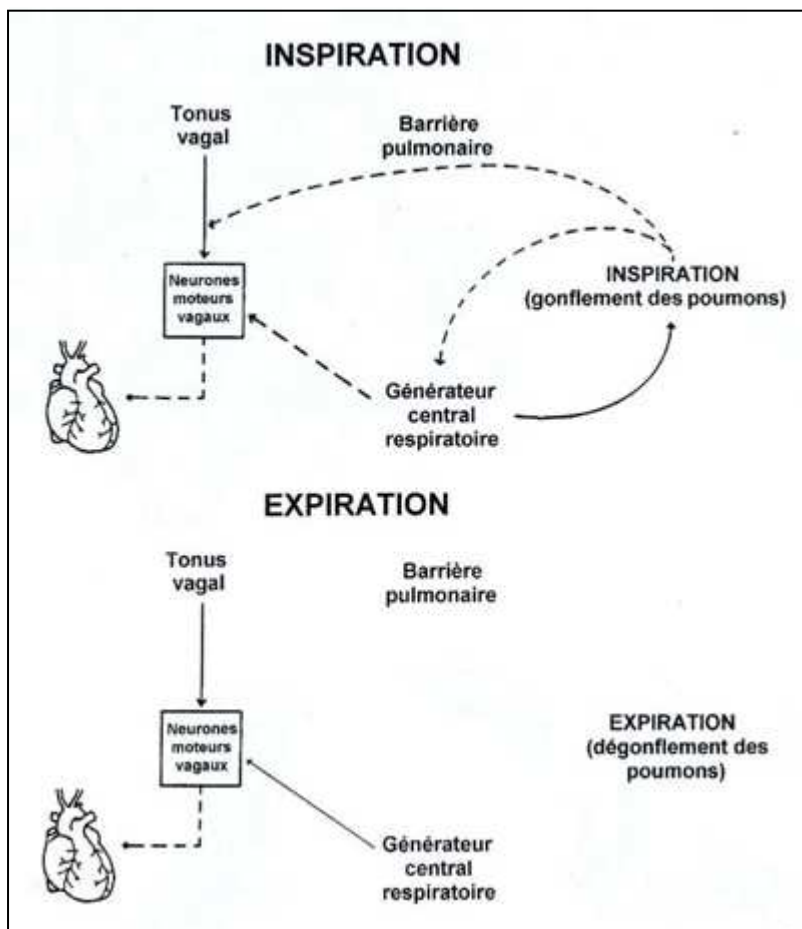 INSPIRATION
Tonus
vagal
Barrière
pulmonaire
Neurones
moteurs
vagaux
INSPIRATION
(gonflement des poumons)
Générateur
central
respiratoire
EXPIRATION
Tonus
vagal
Barrière
pulmonaire
Neurones
moteurs
vagaux
EXPIRATION
(dégonflement des
poumons)
Générateur
central
respiratoire